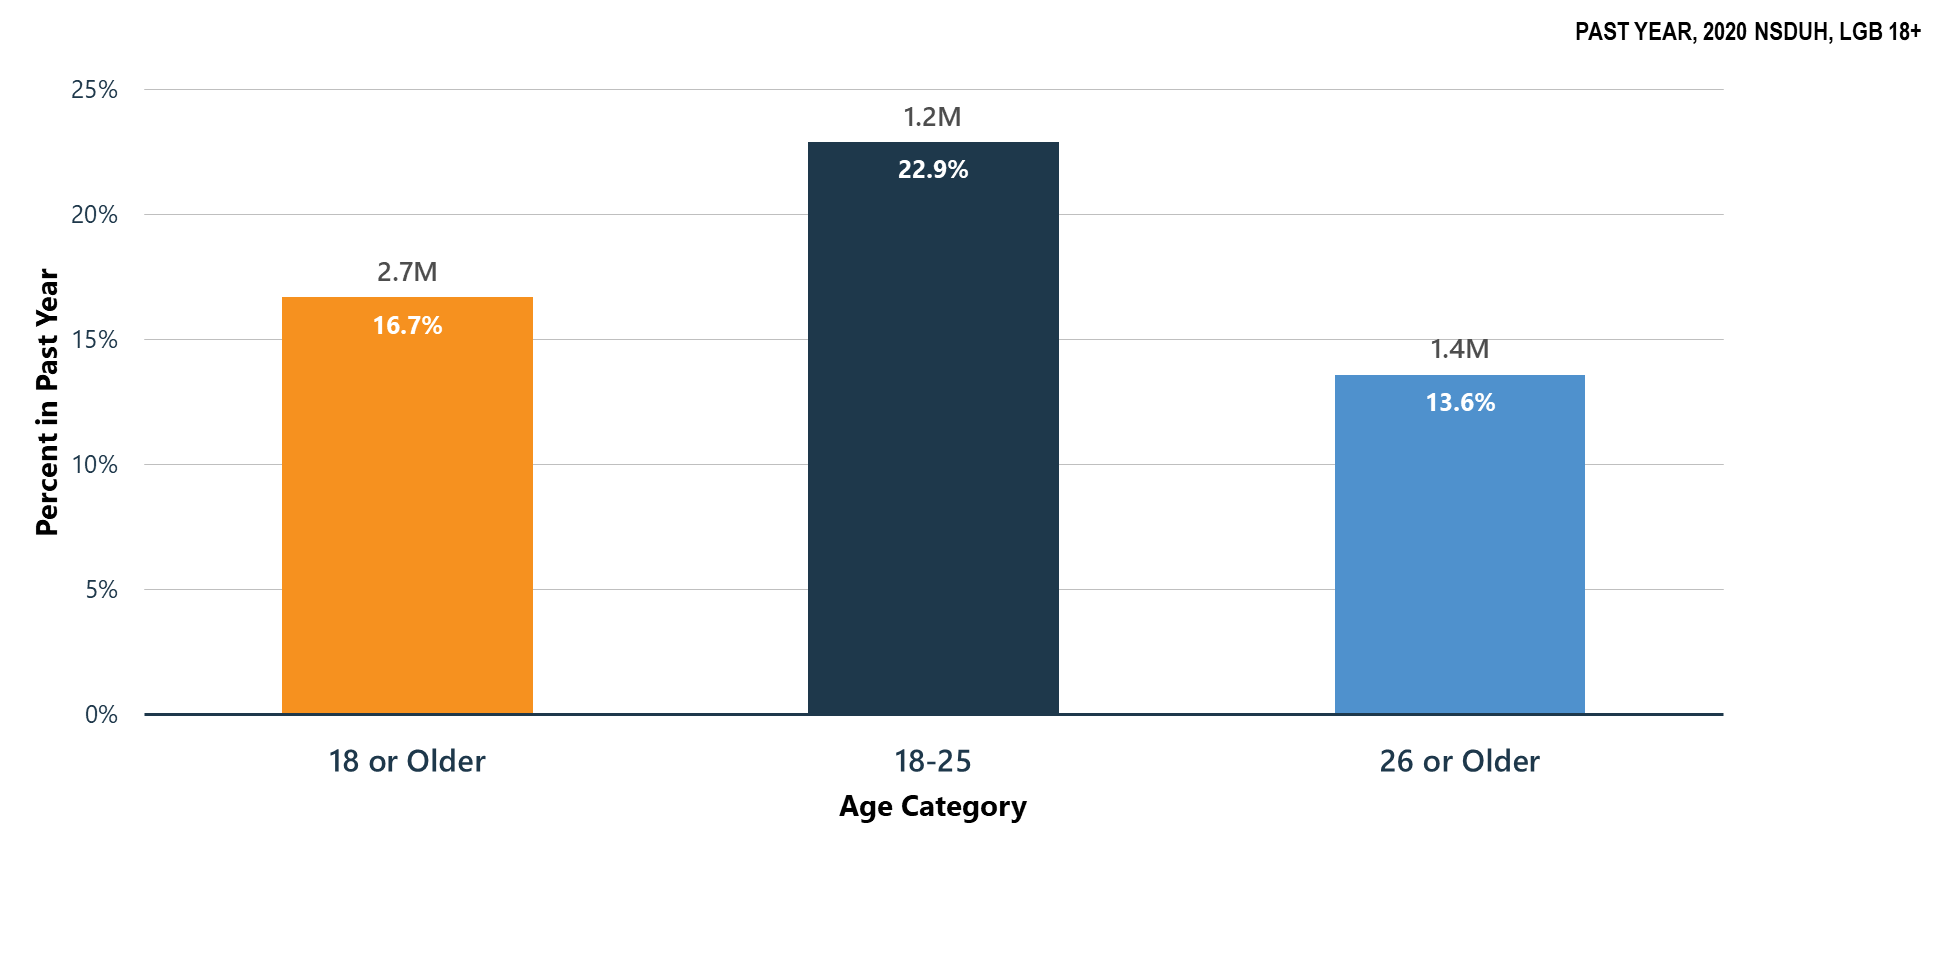 PAST YEAR, 2020 NSDUH, LGB 18+
Percent in Past Year
25%
20%
15%
10%
5%
0%
2.7M
16.7%
1.2M
22.9%
1.4M
13.6%
18 or Older
18-25
26 or Older
Age Category